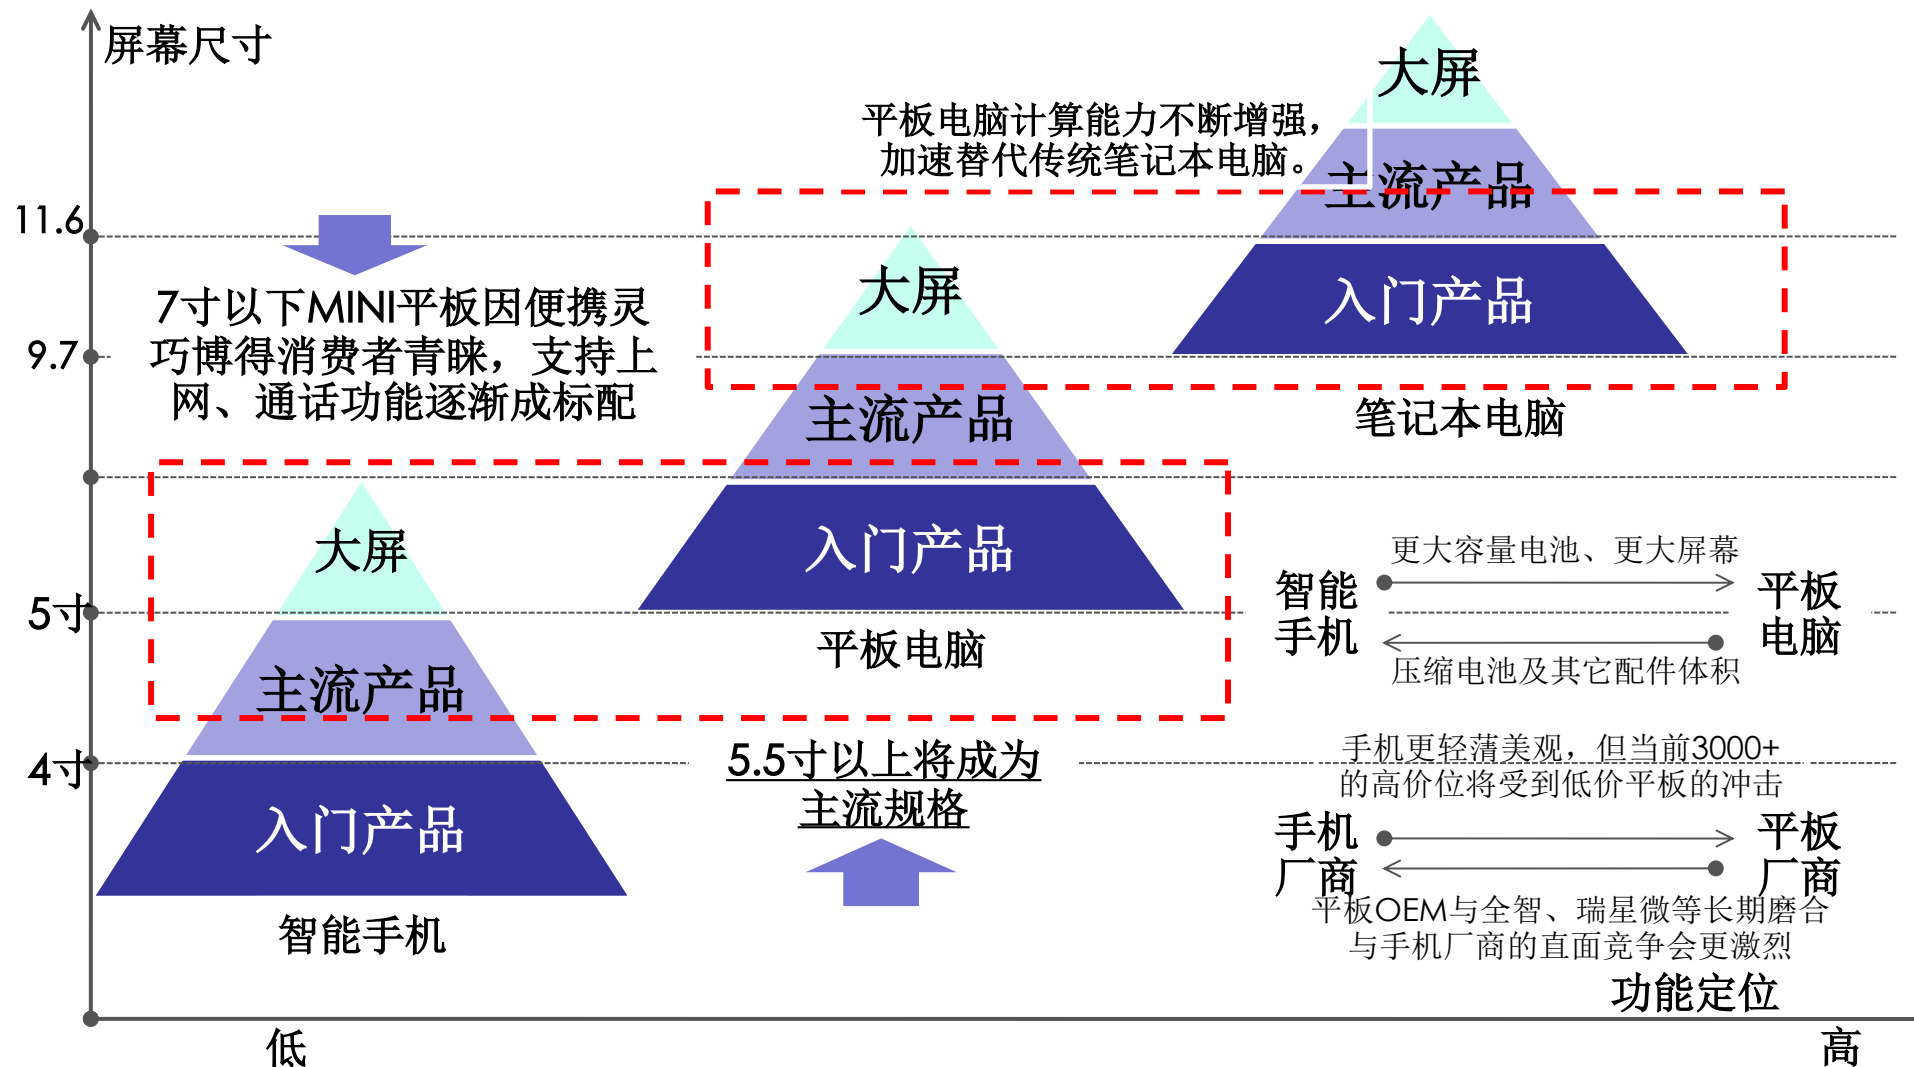 屏幕尺寸
大屏
平板电脑计算能力不断增强，
加速替代传统笔记本电脑。
主流产品
11.6
大屏
入门产品
7寸以下MINI平板因便携灵
巧博得消费者青睐，支持上
网、通话功能逐渐成标配
9.7
主流产品
笔记本电脑
大屏
入门产品
更大容量电池、更大屏幕
智能
手机
平板
电脑
压缩电池及其它配件体积
5寸
平板电脑
主流产品
4寸
5.5寸以上将成为
主流规格
手机更轻薄美观，但当前3000+
的高价位将受到低价平板的冲击
入门产品
手机
厂商
平板
厂商
平板OEM与全智、瑞星微等长期磨合
与手机厂商的直面竞争会更激烈
智能手机
功能定位
低
高